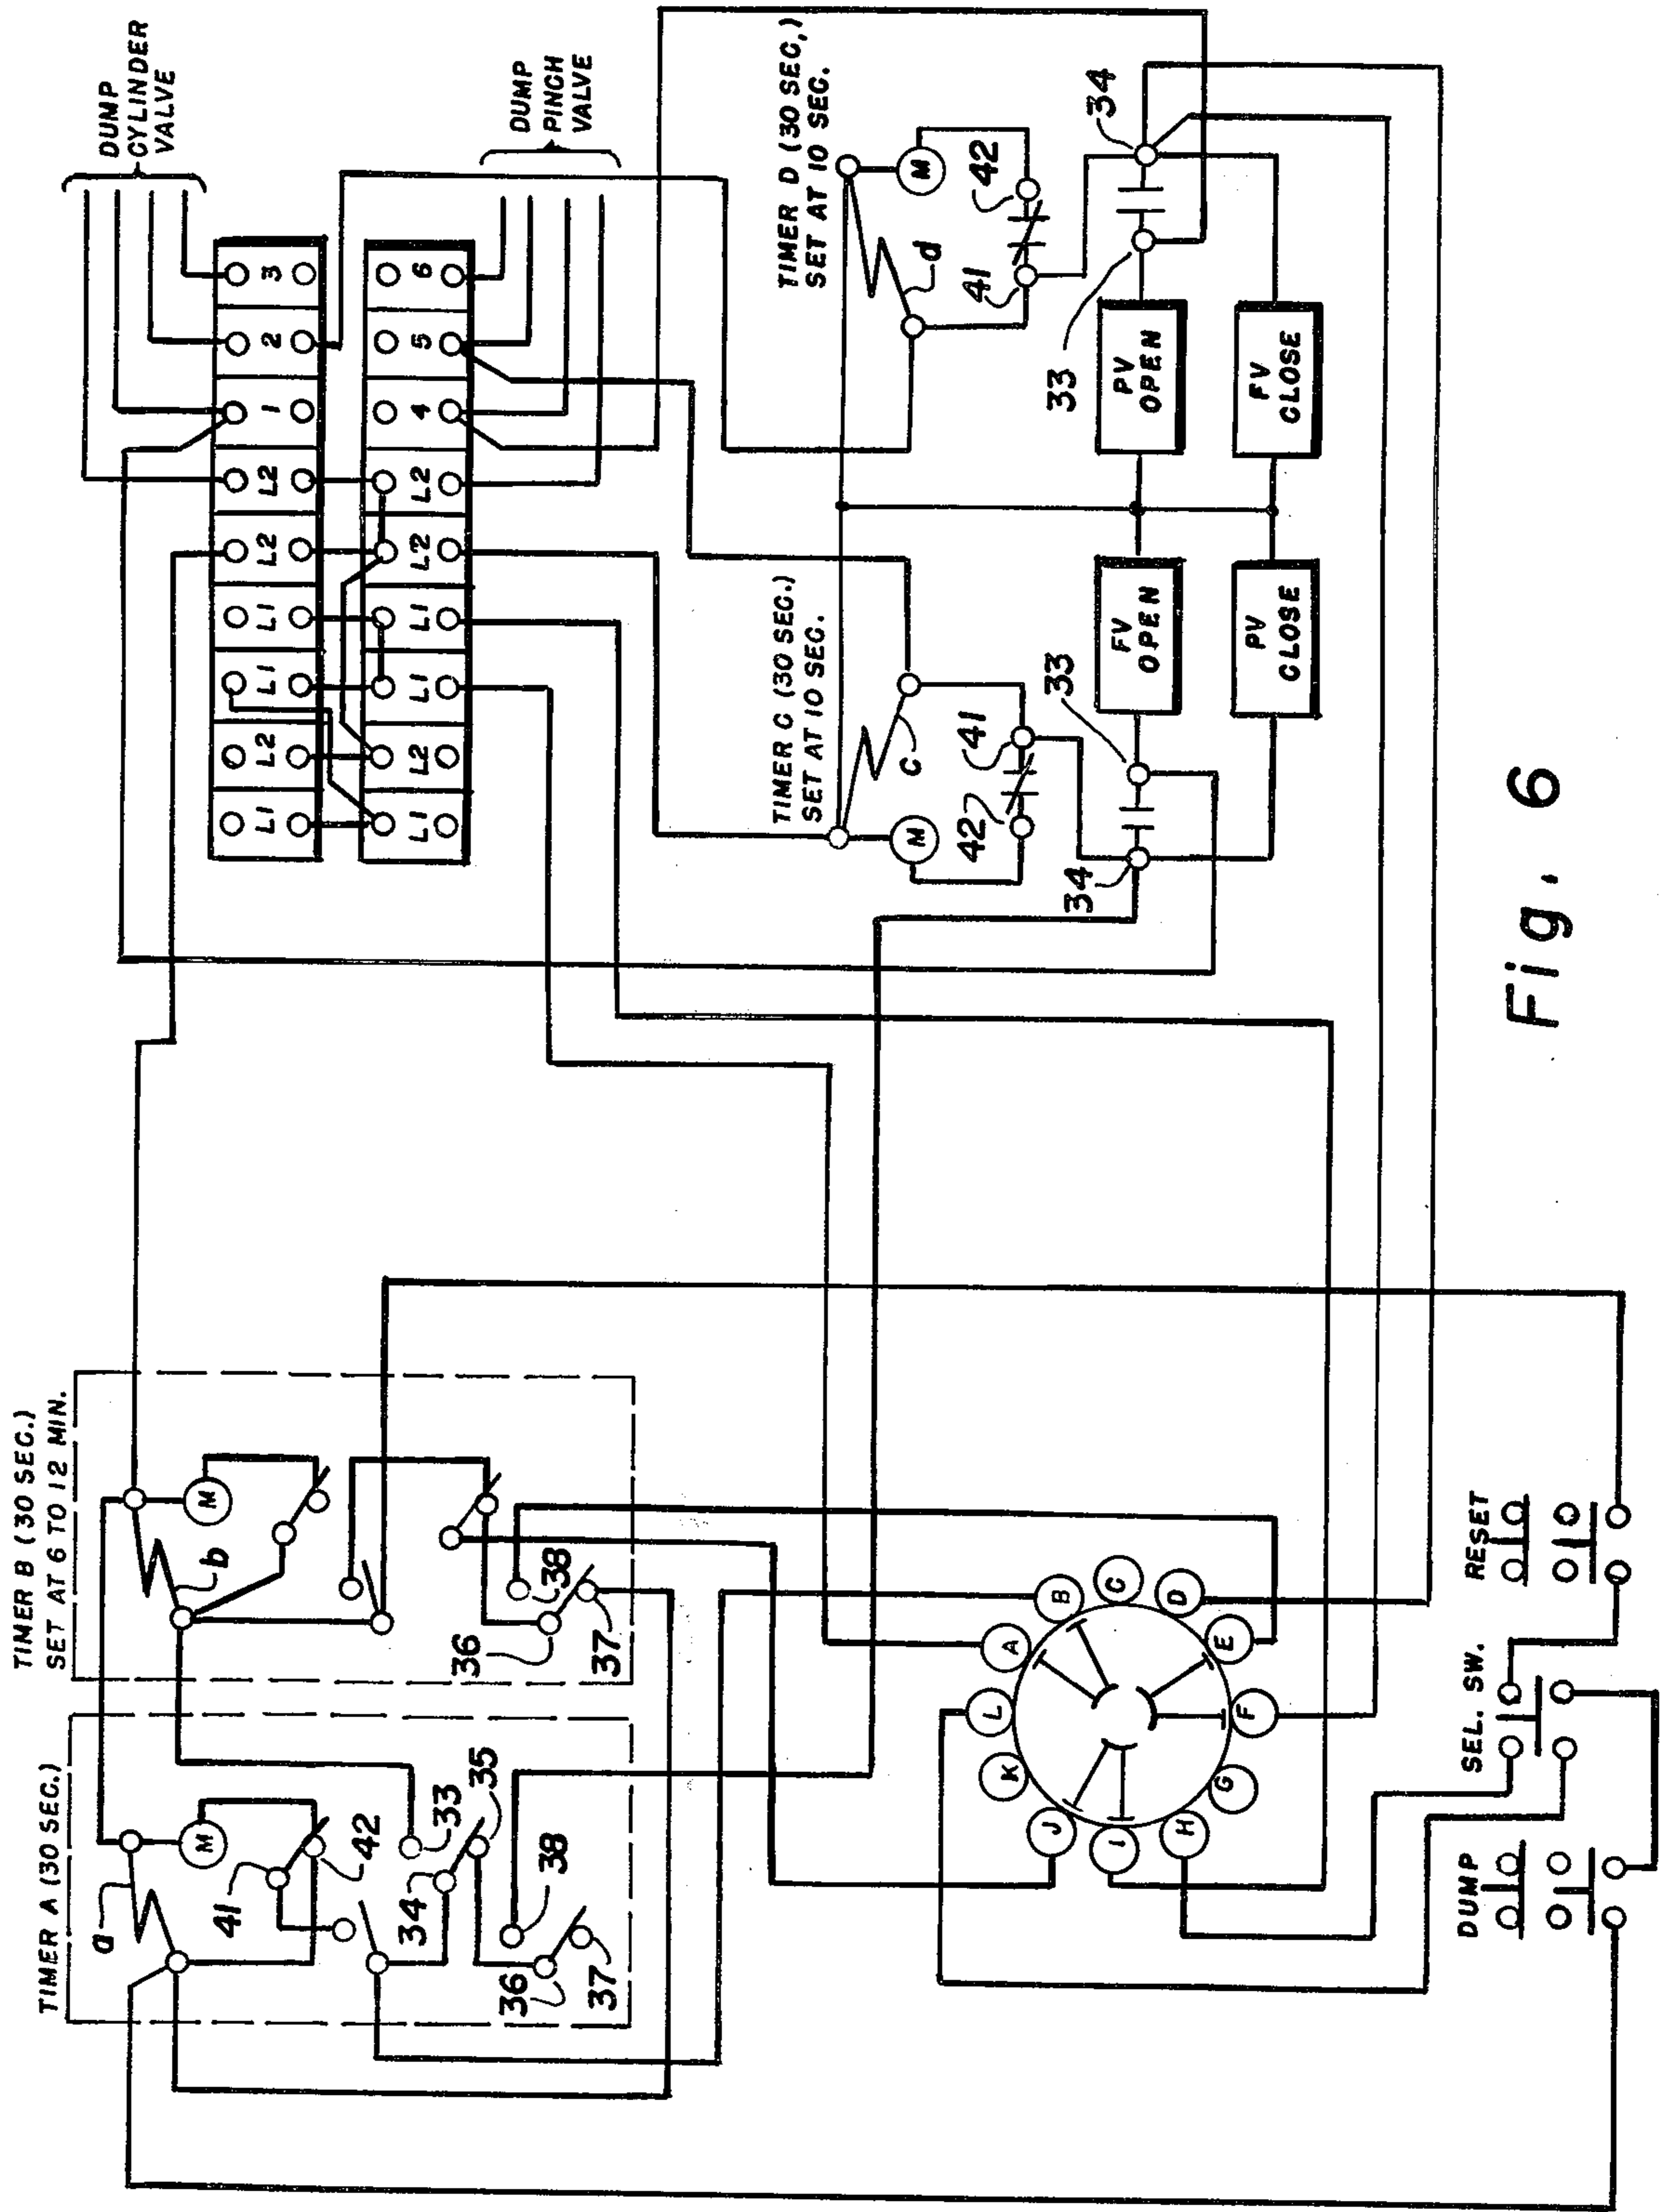 DUMP
CYLINDER
VALVE
3
2
1
L2
L2
L1
L1
L2
L1
6
5
4
L2
L2
L1
L1
L2
L1
DUMP
PINCH
VALVE
TIMER D (30 SEC.)
SET AT 10 SEC.
M
d
42
41
34
33
PV
OPEN
FV
CLOSE
TIMER C (30 SEC.)
SET AT 10 SEC.
M
c
41
42
33
34
FV
OPEN
PV
CLOSE
TIMER B (30 SEC.)
SET AT 6 TO 12 MIN.
M
b
38
36
37
TIMER A (30 SEC.)
a
M
41
42
33
35
34
38
36
37
A
B
C
D
E
F
G
H
I
J
K
L
DUMP
SEL. SW.
RESET
Fig. 6